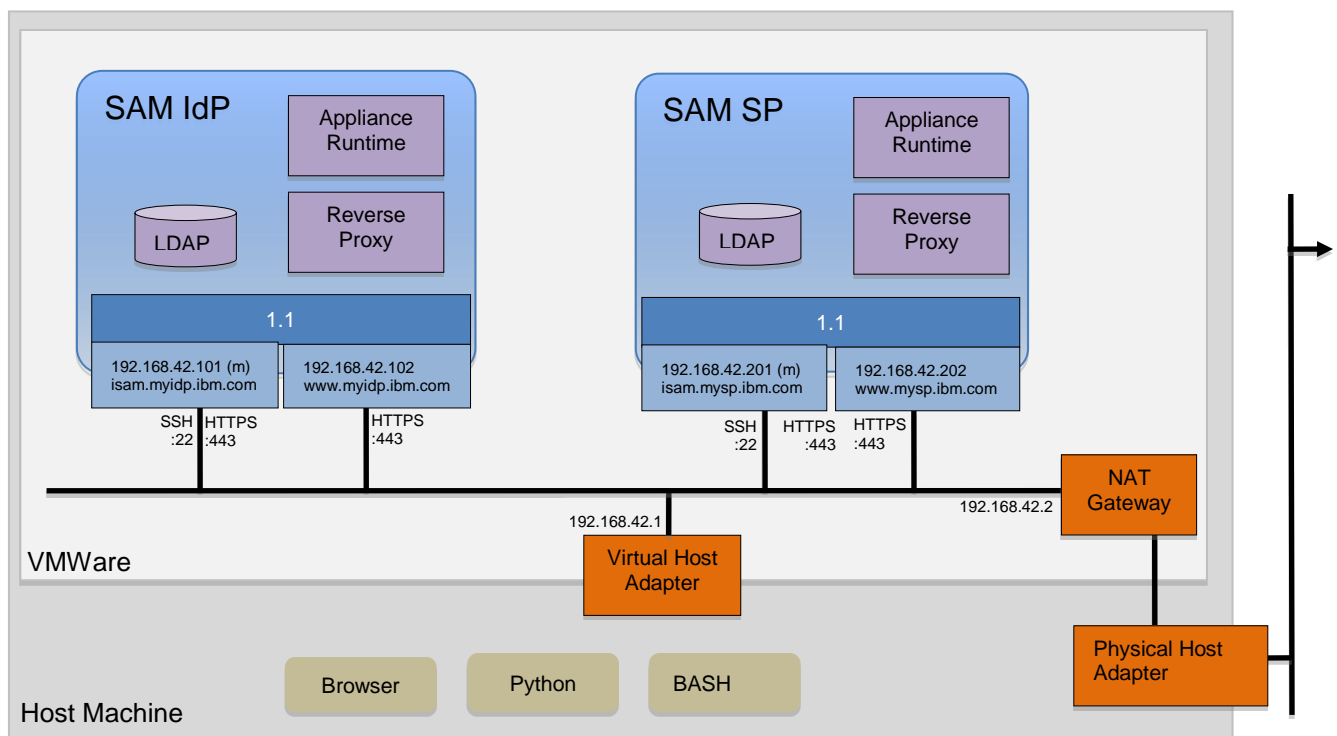 SAM IdP
Appliance
Runtime
Reverse
Proxy
LDAP
1.1
192.168.42.101 (m)
isam.myidp.ibm.com
192.168.42.102
www.myidp.ibm.com
SSH
:22
HTTPS
:443
HTTPS
:443
SAM SP
Appliance
Runtime
Reverse
Proxy
LDAP
1.1
192.168.42.201 (m)
isam.mysp.ibm.com
192.168.42.202
www.mysp.ibm.com
SSH
:22
HTTPS
:443
HTTPS
:443
192.168.42.1
192.168.42.2
NAT
Gateway
Virtual Host
Adapter
VMWare
Physical Host
Adapter
Browser
Python
BASH
Host Machine